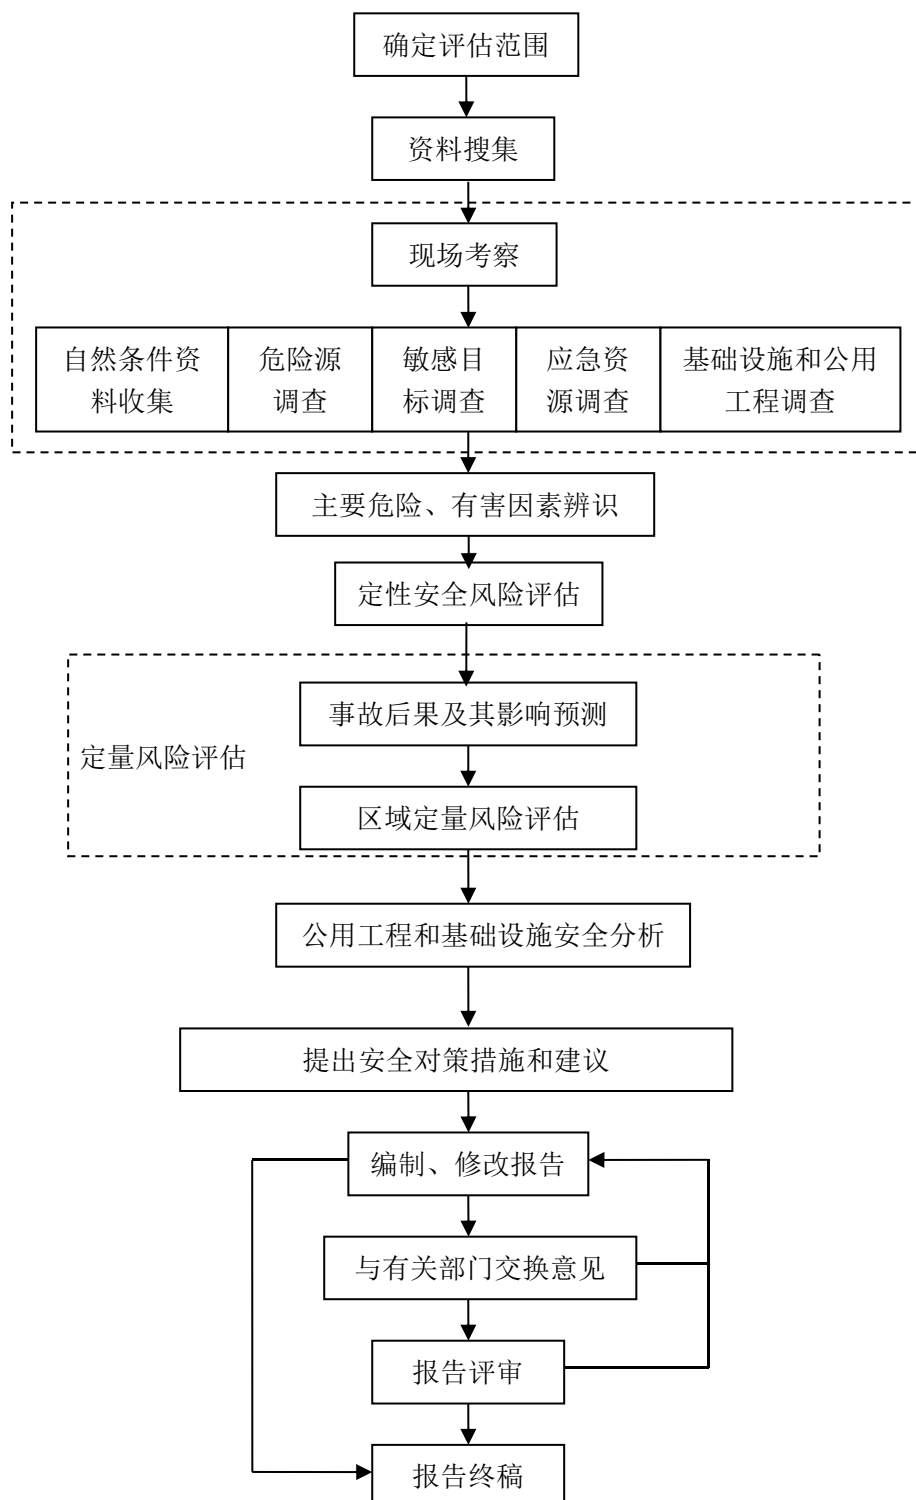 确定评估范围
资料搜集
现场考察
自然条件资
料收集
危险源
调查
敏感目
标调查
应急资
源调查
基础设施和公用
工程调查
主要危险、有害因素辨识
定性安全风险评估
事故后果及其影响预测
定量风险评估
区域定量风险评估
公用工程和基础设施安全分析
提出安全对策措施和建议
编制、修改报告
与有关部门交换意见
报告评审
报告终稿